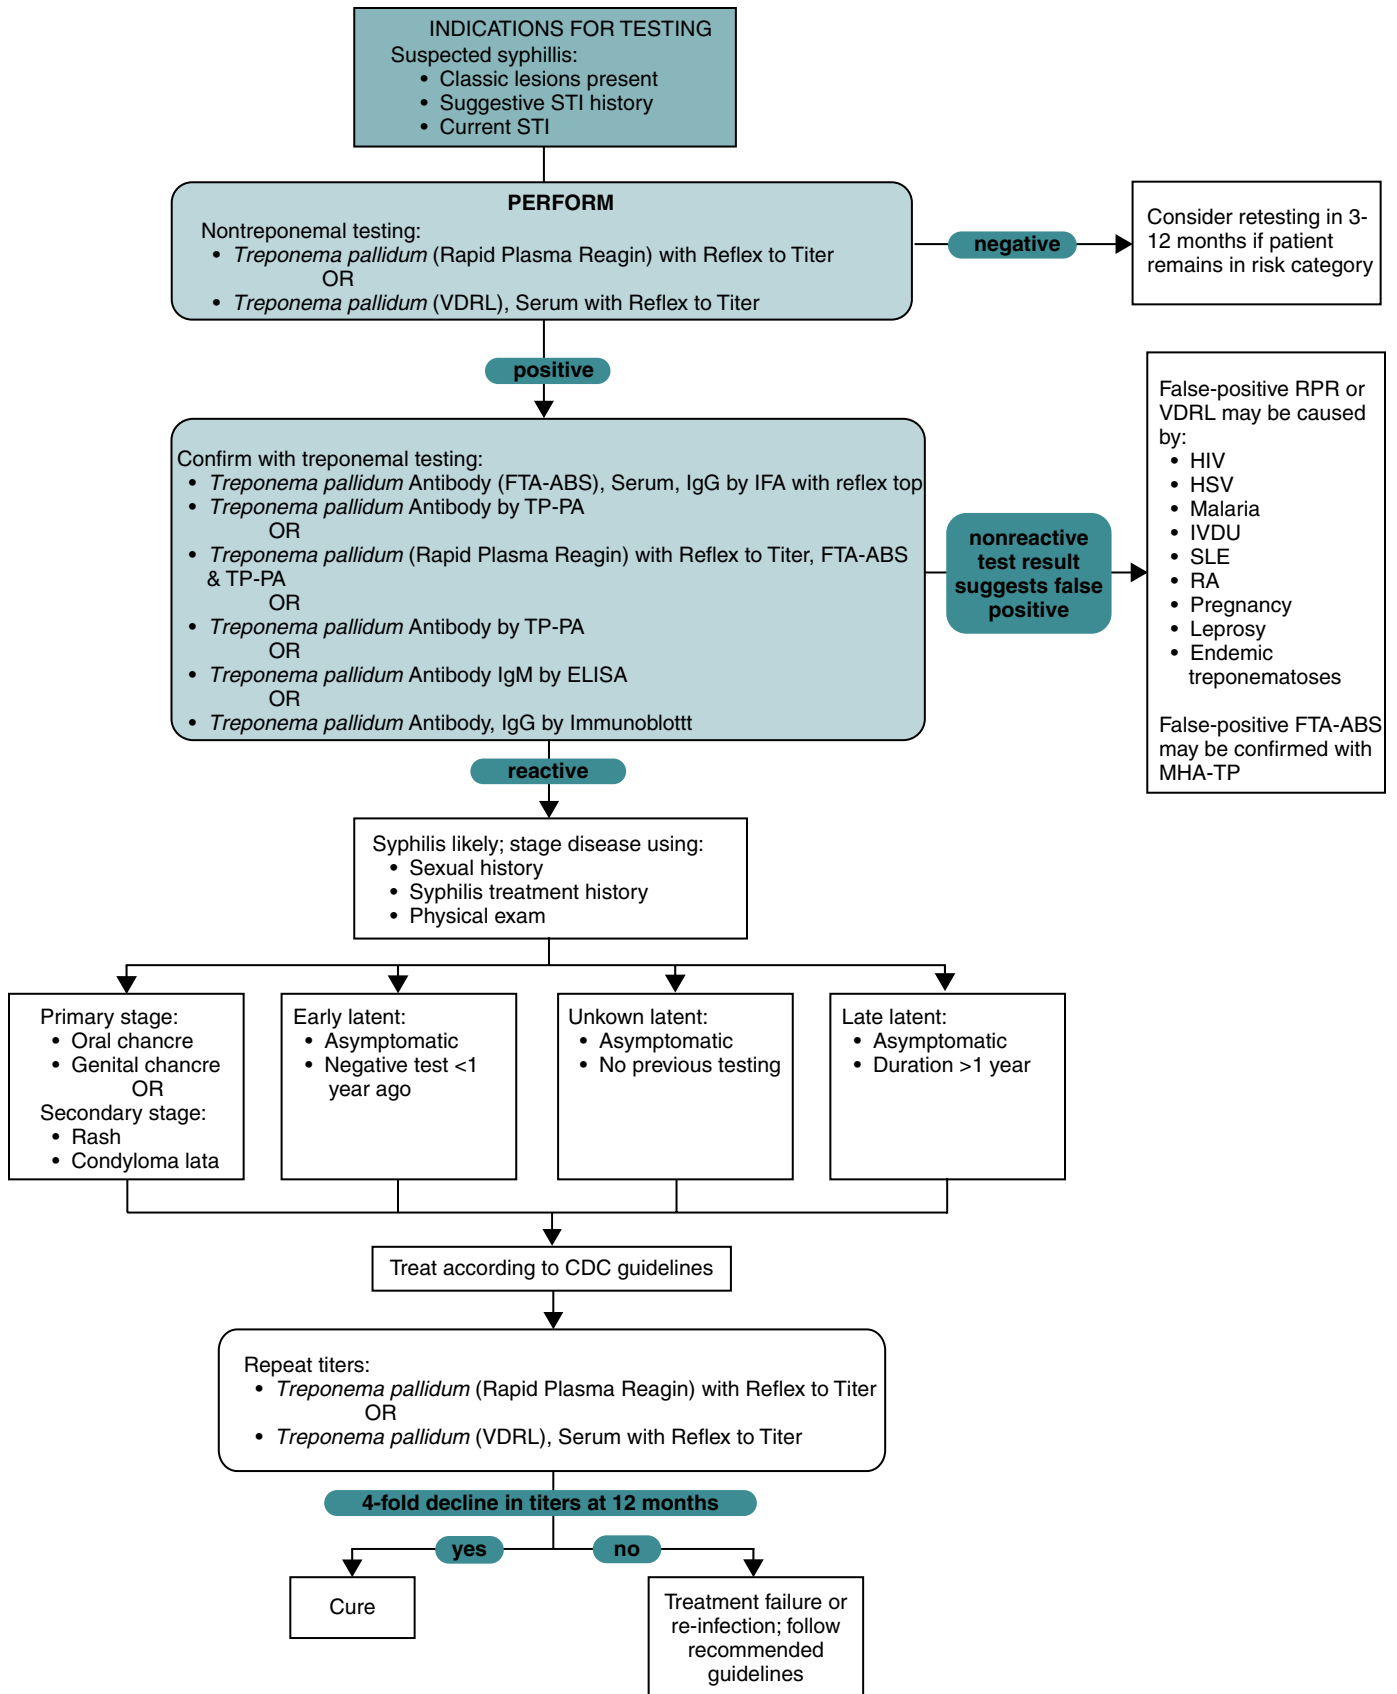 INDICATIONS FOR TESTING
Suspected syphillis:
• Classic lesions present
• Suggestive STI history
• Current STI
PERFORM
Nontreponemal testing:
• Treponema pallidum (Rapid Plasma Reagin) with Reflex to Titer
OR
• Treponema pallidum (VDRL), Serum with Reflex to Titer
negative
Consider retesting in 3-
12 months if patient
remains in risk category
positive
Confirm with treponemal testing:
• Treponema pallidum Antibody (FTA-ABS), Serum, IgG by IFA with reflex top
• Treponema pallidum Antibody by TP-PA
OR
• Treponema pallidum (Rapid Plasma Reagin) with Reflex to Titer, FTA-ABS
& TP-PA
OR
• Treponema pallidum Antibody by TP-PA
OR
• Treponema pallidum Antibody IgM by ELISA
OR
• Treponema pallidum Antibody, IgG by Immunoblottt
nonreactive
test result
suggests false
positive
False-positive RPR or
VDRL may be caused
by:
• HIV
• HSV
• Malaria
• IVDU
• SLE
• RA
• Pregnancy
• Leprosy
• Endemic
treponematoses
False-positive FTA-ABS
may be confirmed with
MHA-TP
reactive
Syphilis likely; stage disease using:
• Sexual history
• Syphilis treatment history
• Physical exam
Primary stage:
• Oral chancre
• Genital chancre
OR
Secondary stage:
• Rash
• Condyloma lata
Early latent:
• Asymptomatic
• Negative test <1
year ago
Unkown latent:
• Asymptomatic
• No previous testing
Late latent:
• Asymptomatic
• Duration >1 year
Treat according to CDC guidelines
Repeat titers:
• Treponema pallidum (Rapid Plasma Reagin) with Reflex to Titer
OR
• Treponema pallidum (VDRL), Serum with Reflex to Titer
4-fold decline in titers at 12 months
yes
no
Cure
Treatment failure or
re-infection; follow
recommended
guidelines